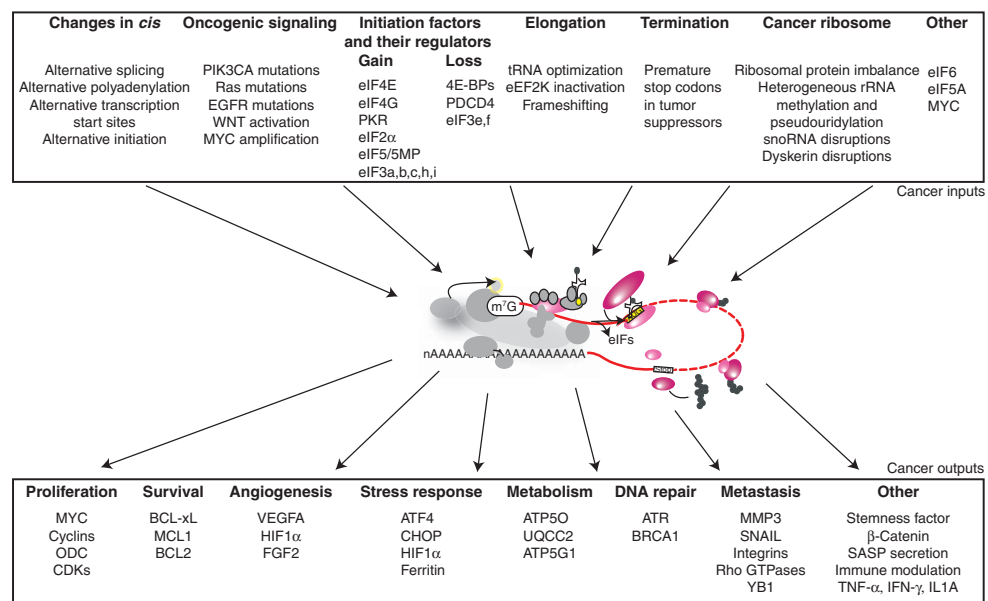 Changes in cis
Alternative splicing
Alternative polyadenylation
Alternative transcription
start sites
Alternative initiation
Oncogenic signaling
PIK3CA mutations
Ras mutations
EGFR mutations
WNT activation
MYC amplification
Initiation factors
and their regulators
Gain
eIF4E
eIF4G
PKR
eIF2α
eIF5/5MP
eIF3a,b,c,h,i
Loss
4E-BPs
PDCD4
eIF3e,f
Elongation
tRNA optimization
eEF2K inactivation
Frameshifting
Termination
Premature
stop codons
in tumor
suppressors
Cancer ribosome
Ribosomal protein imbalance
Heterogeneous rRNA
methylation and
pseudouridylation
snoRNA disruptions
Dyskerin disruptions
Other
eIF6
eIF5A
MYC
Cancer inputs
m7G
eIFs
Cancer outputs
Proliferation
MYC
Cyclins
ODC
CDKs
Survival
BCL-xL
MCL1
BCL2
Angiogenesis
VEGFA
HIF1α
FGF2
Stress response
ATF4
CHOP
HIF1α
Ferritin
Metabolism
ATP5O
UQCC2
ATP5G1
DNA repair
ATR
BRCA1
Metastasis
MMP3
SNAIL
Integrins
Rho GTPases
YB1
Other
Stemness factor
β-Catenin
SASP secretion
Immune modulation
TNF-α, IFN-γ, IL1A